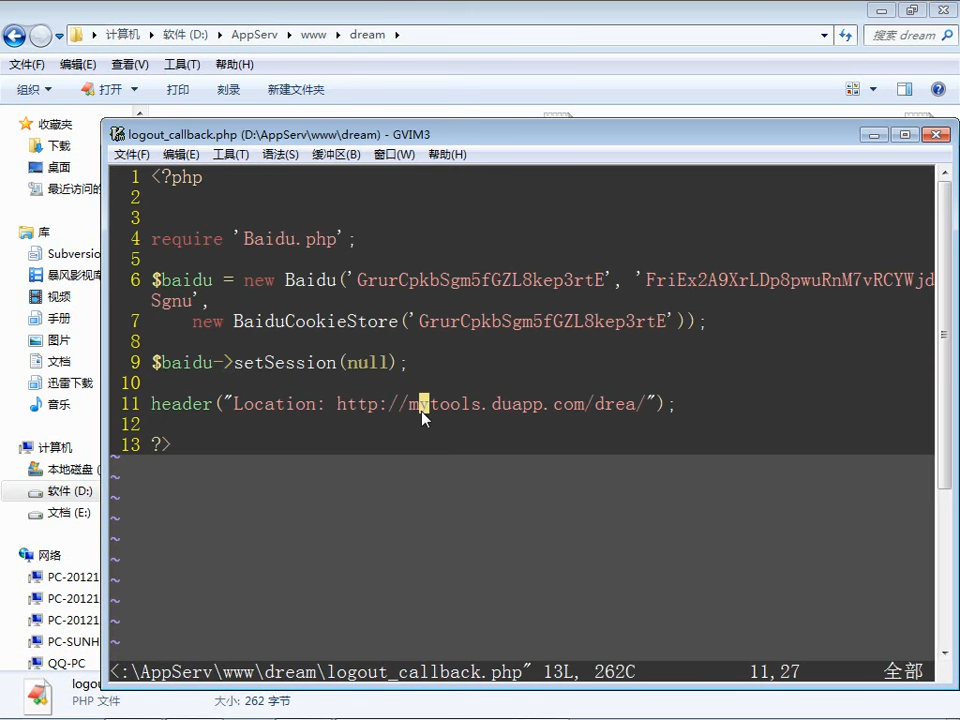 计算机 软件 (D:) AppServ www dream
搜索 dream
文件(F) 编辑(E) 查看(V) 工具(T) 帮助(H)
组织 打开 打印 刻录 新建文件夹
收藏夹
下载
桌面
最近访问的
库
Subversio
暴风影视库
视频
手册
图片
文档
迅雷下载
音乐
计算机
本地磁盘 (
软件 (D:)
文档 (E:)
网络
PC-20121
PC-20121
PC-20121
PC-SUNH
QQ-PC
logout_callback.php (D:\AppServ\www\dream) - GVIM3
文件(F) 编辑(E) 工具(T) 语法(S) 缓冲区(B) 窗口(W) 帮助(H)
1 <?php
2
3
4 require 'Baidu.php';
5
6 $baidu = new Baidu('GrurCpkbSgm5fGZL8kep3rtE', 'FriEx2A9XrLDp8pwuRnM7vRCYWjd
Sgnu',
7 new BaiduCookieStore('GrurCpkbSgm5fGZL8kep3rtE'));
8
9 $baidu->setSession(null);
10
11 header("Location: http://mytools.duapp.com/drea/");
12
13 ?>
~
~
~
~
~
~
~
~
~
~
<:\AppServ\www\dream\logout_callback.php" 13L, 262C 11,27 全部
logou
PHP 文件 大小: 262 字节